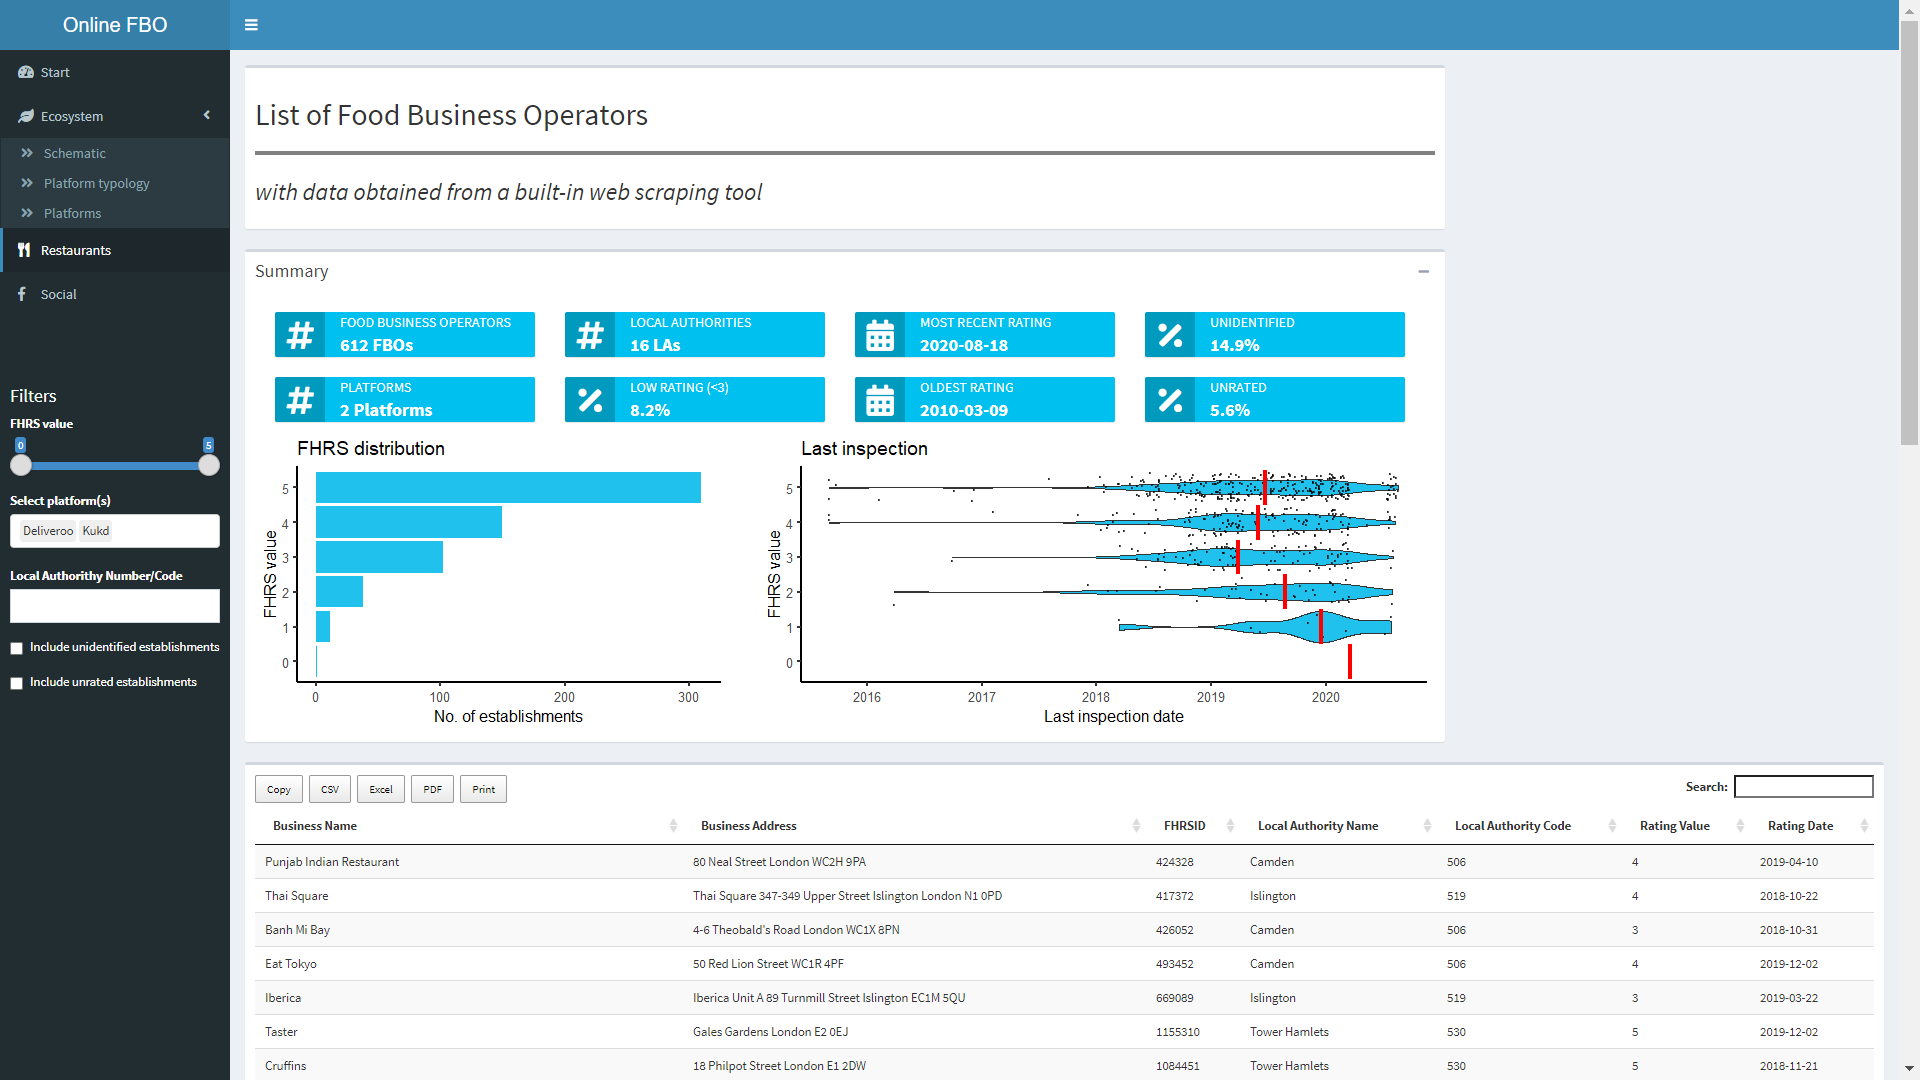 Online FBO
Start
Ecosystem
Schematic
Platform typology
Platforms
Restaurants
Social
Filters
FHRS value
0 5
Select platform(s)
Deliveroo Kukd
Local Authorithy Number/Code
Include unidentified establishments
Include unrated establishments
List of Food Business Operators
with data obtained from a built-in web scraping tool
Summary
FOOD BUSINESS OPERATORS
612 FBOs
LOCAL AUTHORITIES
16 LAs
MOST RECENT RATING
2020-08-18
UNIDENTIFIED
14.9%
PLATFORMS
2 Platforms
LOW RATING (<3)
8.2%
OLDEST RATING
2010-03-09
UNRATED
5.6%
FHRS distribution
FHRS value
5
4
3
2
1
0
0 100 200 300
No. of establishments
Last inspection
FHRS value
5
4
3
2
1
0
2016 2017 2018 2019 2020
Last inspection date
Copy CSV Excel PDF Print
Search:
Business Name Business Address FHRSID Local Authority Name Local Authority Code Rating Value Rating Date
Punjab Indian Restaurant 80 Neal Street London WC2H 9PA 424328 Camden 506 4 2019-04-10
Thai Square Thai Square 347-349 Upper Street Islington London N1 0PD 417372 Islington 519 4 2018-10-22
Banh Mi Bay 4-6 Theobald's Road London WC1X 8PN 426052 Camden 506 3 2018-10-31
Eat Tokyo 50 Red Lion Street WC1R 4PF 493452 Camden 506 4 2019-12-02
Iberica Iberica Unit A 89 Turnmill Street Islington EC1M 5QU 669089 Islington 519 3 2019-03-22
Taster Gales Gardens London E2 0EJ 1155310 Tower Hamlets 530 5 2019-12-02
Cruffins 18 Philpot Street London E1 2DW 1084451 Tower Hamlets 530 5 2018-11-21